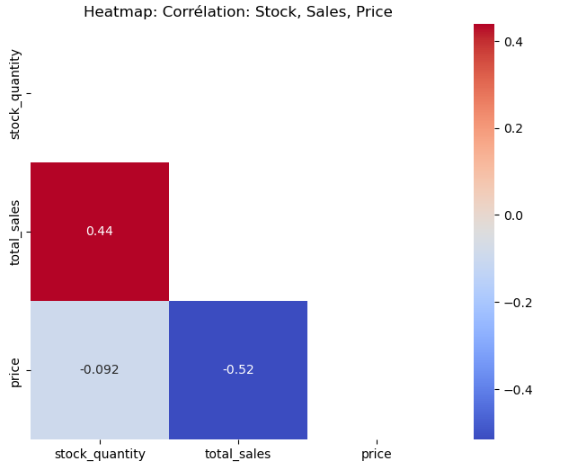 Heatmap: Corrélation: Stock, Sales, Price
stock_quantity
total_sales
price
0.44
-0.092
-0.52
stock_quantity
total_sales
price
0.4
0.2
0.0
−0.2
−0.4